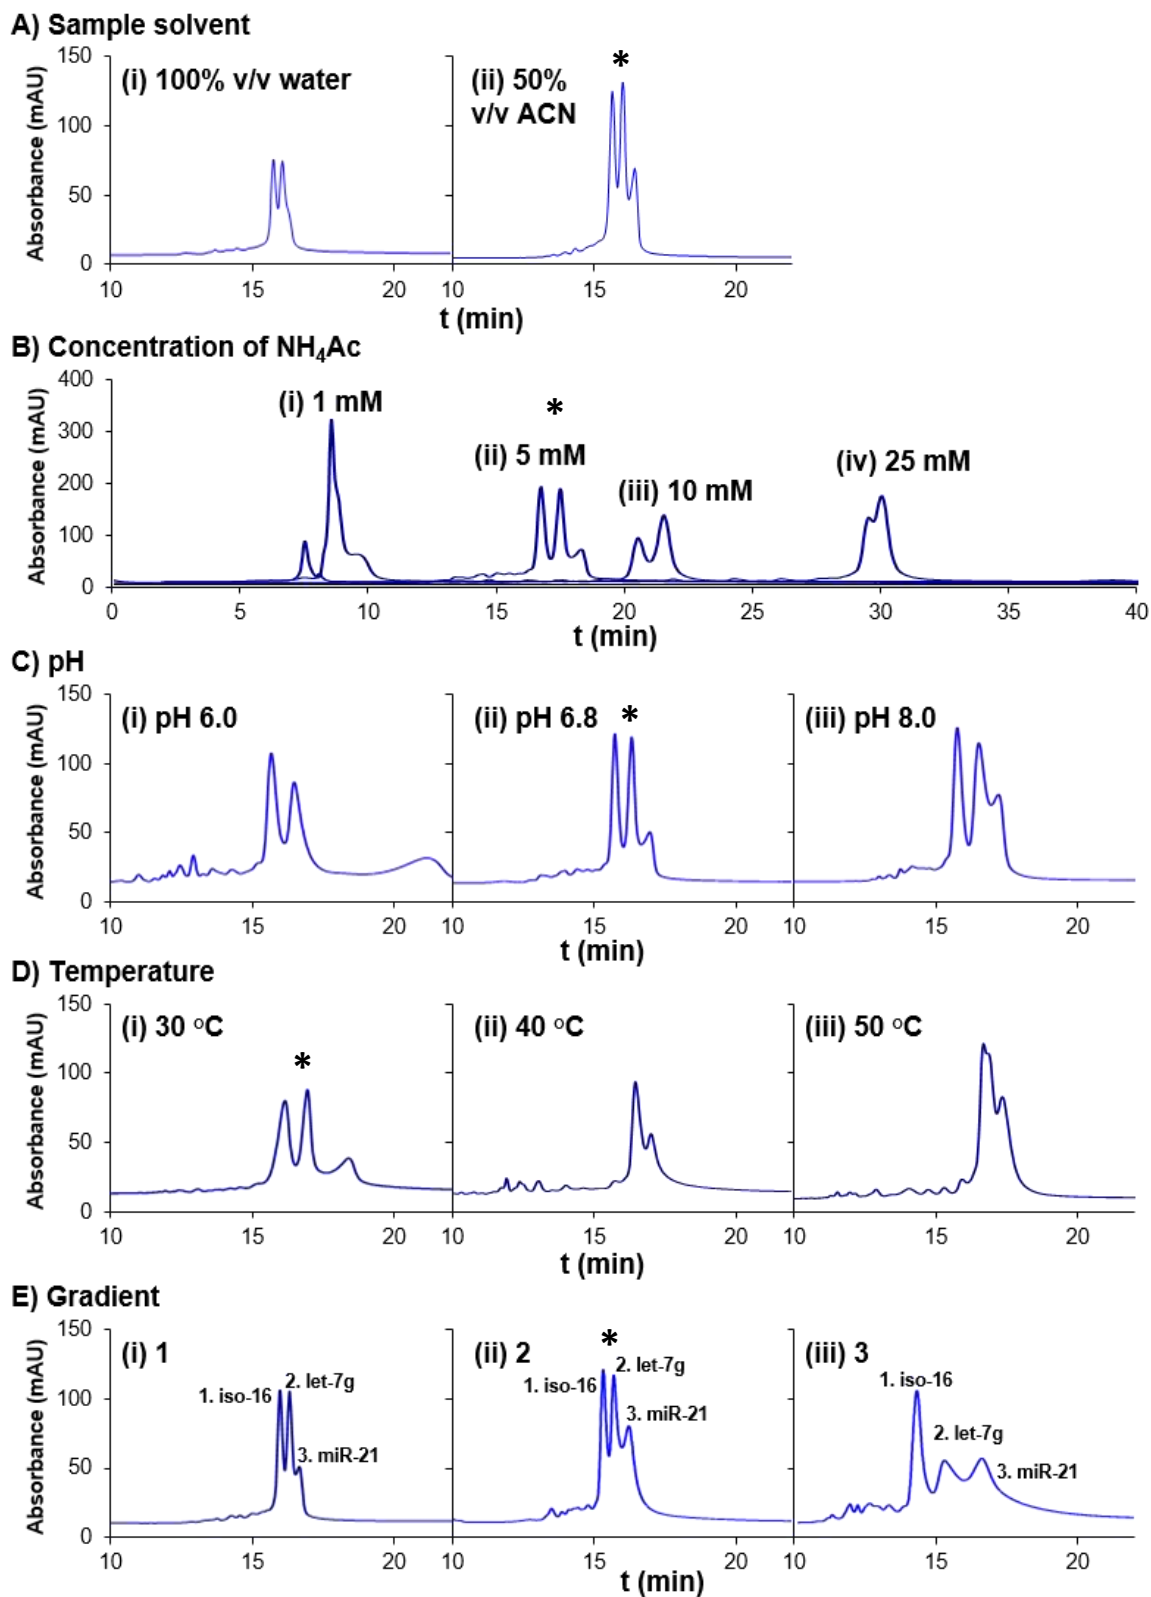 A) Sample solvent
Absorbance (mAU)
150
100
50
0
(i) 100% v/v water
(ii) 50%
v/v ACN
*
10 15 20 10 15 20
t (min)
B) Concentration of NH₄Ac
Absorbance (mAU)
400
300
200
100
0
(i) 1 mM
*
(ii) 5 mM
(iii) 10 mM
(iv) 25 mM
0 5 10 15 20 25 30 35 40
t (min)
C) pH
Absorbance (mAU)
150
100
50
0
(i) pH 6.0
(ii) pH 6.8 *
(iii) pH 8.0
10 15 20 10 15 20 10 15 20
t (min)
D) Temperature
Absorbance (mAU)
150
100
50
0
(i) 30 °C
*
(ii) 40 °C
(iii) 50 °C
10 15 20 10 15 20 10 15 20
t (min)
E) Gradient
Absorbance (mAU)
150
100
50
0
(i) 1
1. iso-16
2. let-7g
3. miR-21
(ii) 2
*
1. iso-16
2. let-7g
3. miR-21
(iii) 3
1. iso-16
2. let-7g
3. miR-21
10 15 20 10 15 20 10 15 20
t (min)